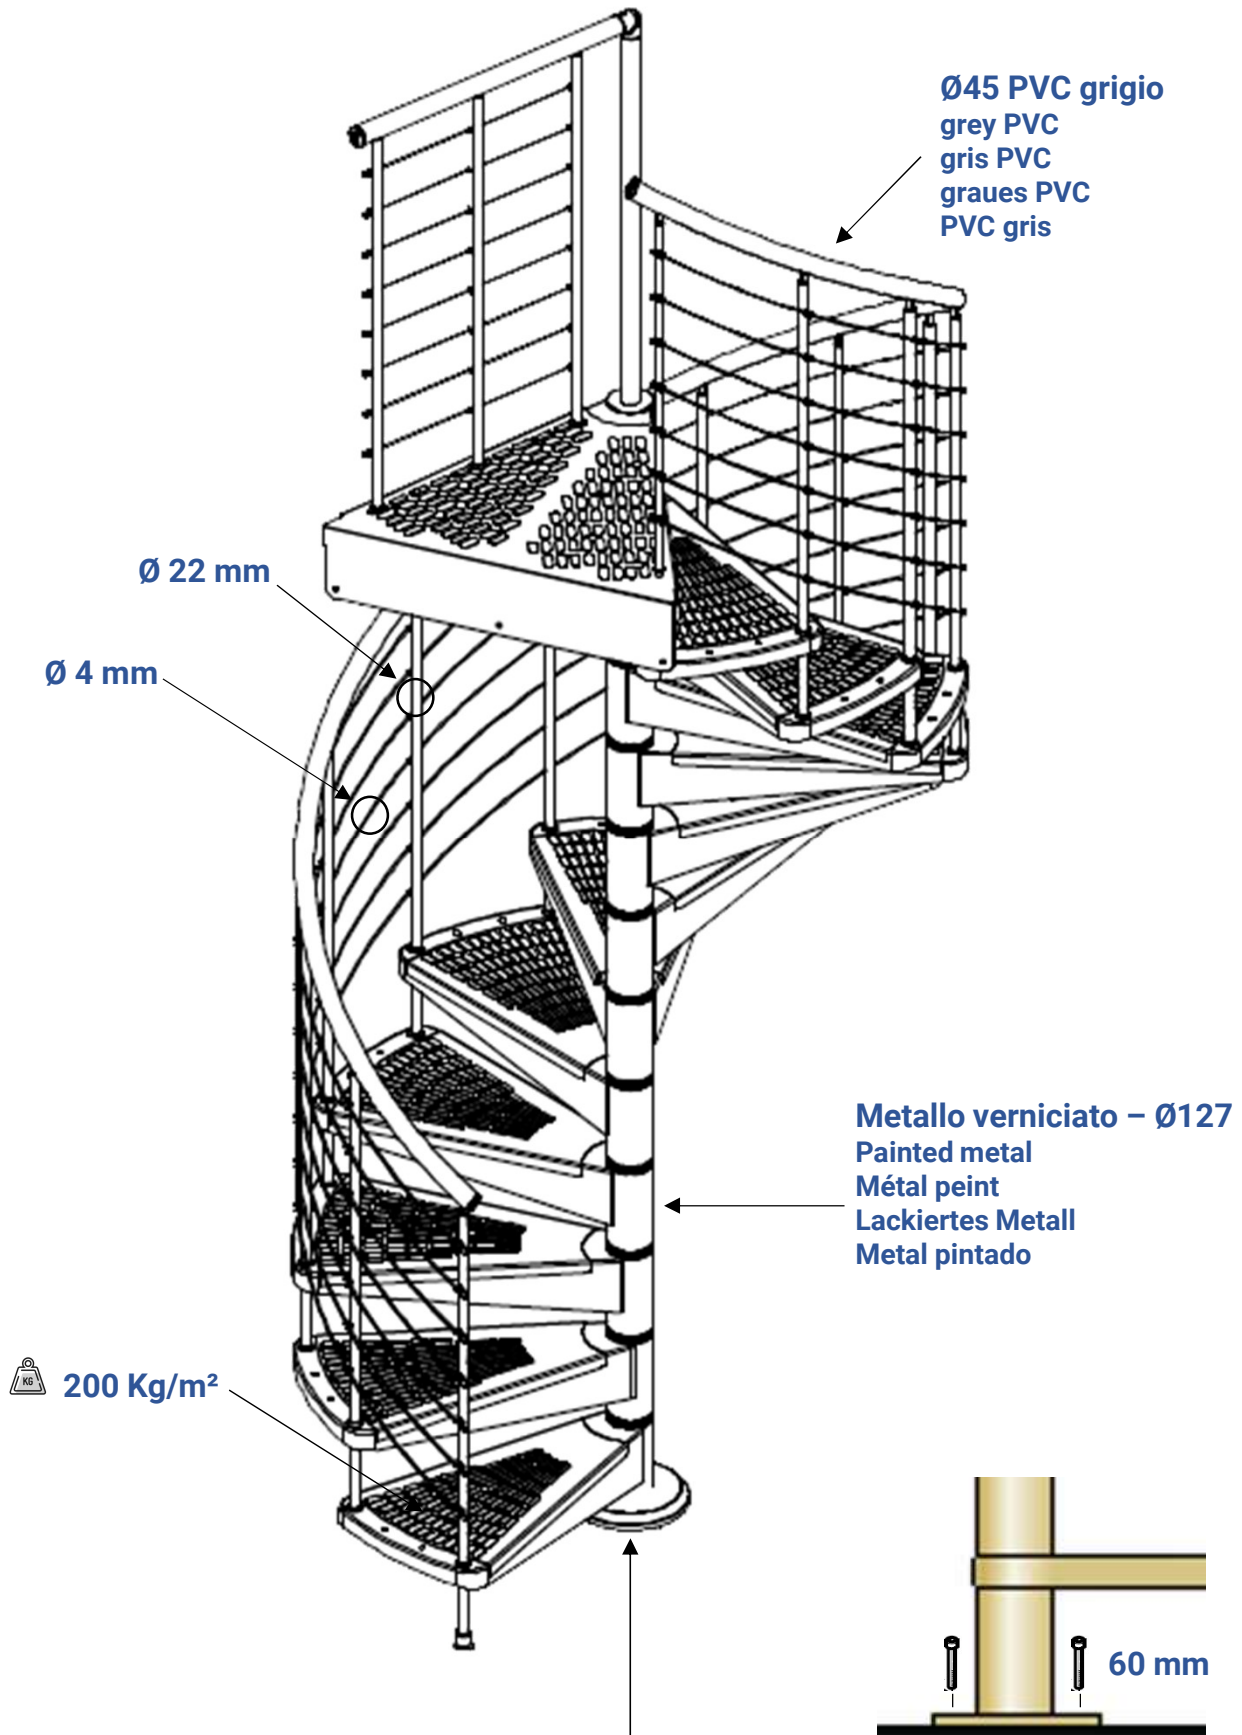 Ø45 PVC grigio
grey PVC
gris PVC
graues PVC
PVC gris
Ø 22 mm
Ø 4 mm
Metallo verniciato – Ø127
Painted metal
Métal peint
Lackiertes Metall
Metal pintado
KG
200 Kg/m²
60 mm